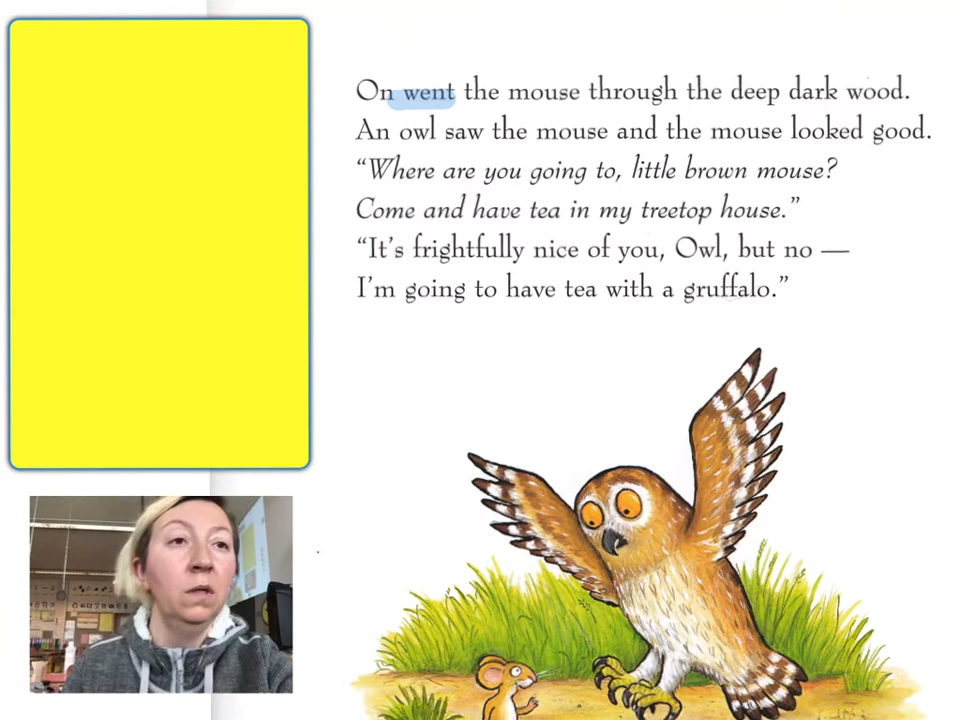 On went the mouse through the deep dark wood.
An owl saw the mouse and the mouse looked good.
“Where are you going to, little brown mouse?
Come and have tea in my treetop house.”
“It’s frightfully nice of you, Owl, but no —
I’m going to have tea with a gruffalo.”